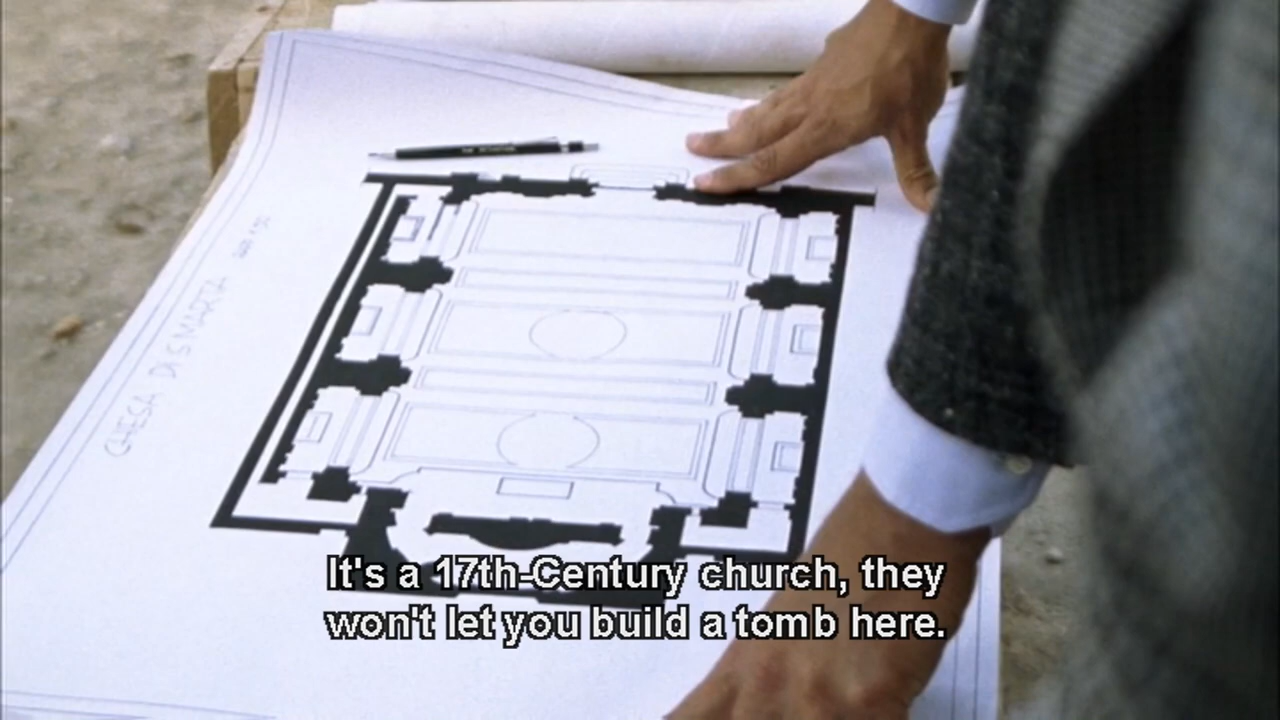 CHIESA DI S MARTA
It's a 17th-Century church, they
won't let you build a tomb here.